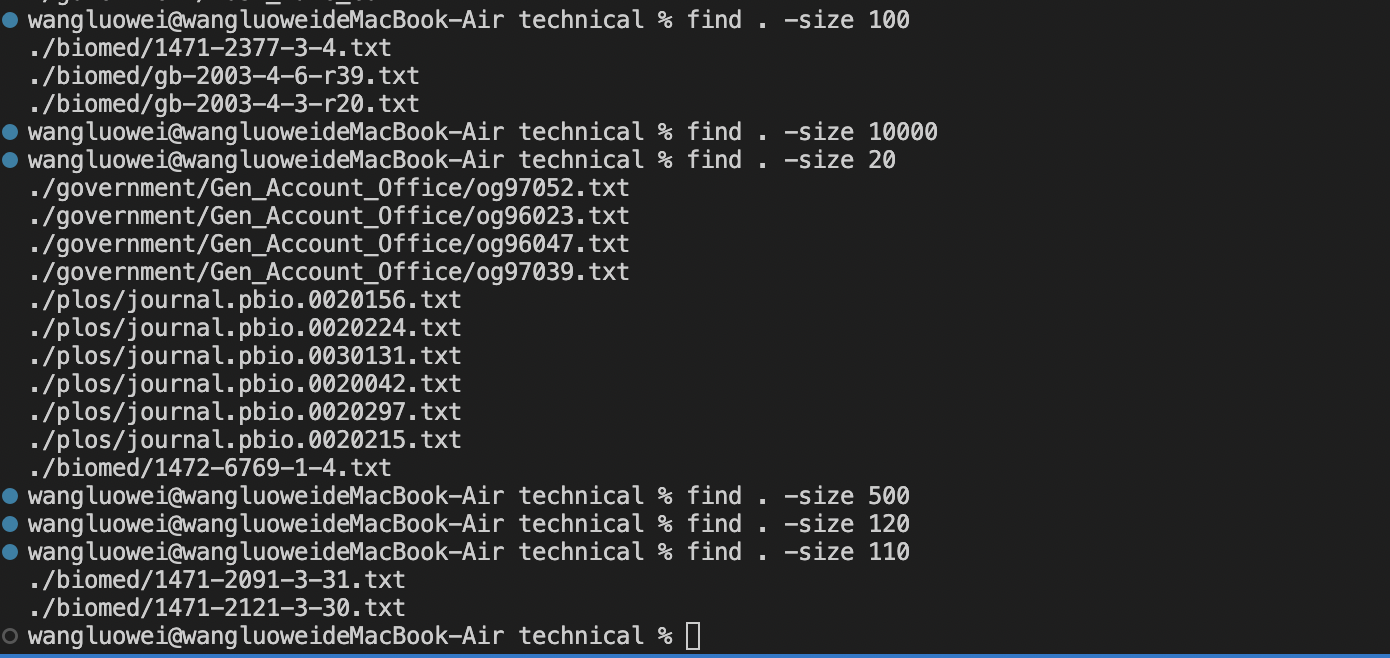 wangluowei@wangluoweideMacBook-Air technical % find . -size 100
./biomed/1471-2377-3-4.txt
./biomed/gb-2003-4-6-r39.txt
./biomed/gb-2003-4-3-r20.txt
wangluowei@wangluoweideMacBook-Air technical % find . -size 10000
wangluowei@wangluoweideMacBook-Air technical % find . -size 20
./government/Gen_Account_Office/og97052.txt
./government/Gen_Account_Office/og96023.txt
./government/Gen_Account_Office/og96047.txt
./government/Gen_Account_Office/og97039.txt
./plos/journal.pbio.0020156.txt
./plos/journal.pbio.0020224.txt
./plos/journal.pbio.0030131.txt
./plos/journal.pbio.0020042.txt
./plos/journal.pbio.0020297.txt
./plos/journal.pbio.0020215.txt
./biomed/1472-6769-1-4.txt
wangluowei@wangluoweideMacBook-Air technical % find . -size 500
wangluowei@wangluoweideMacBook-Air technical % find . -size 120
wangluowei@wangluoweideMacBook-Air technical % find . -size 110
./biomed/1471-2091-3-31.txt
./biomed/1471-2121-3-30.txt
wangluowei@wangluoweideMacBook-Air technical %